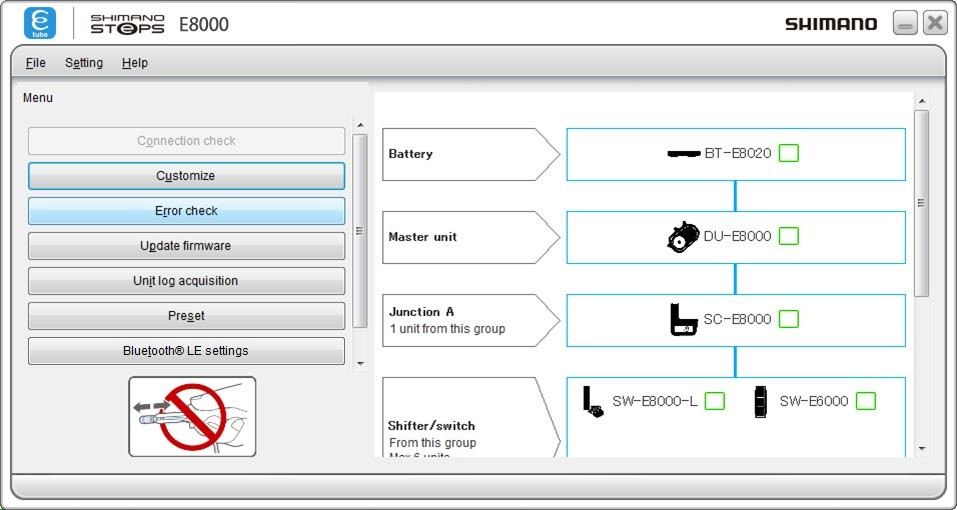 e tube SHIMANO STEPS E8000 SHIMANO
File Setting Help
Menu
Connection check
Customize
Error check
Update firmware
Unit log acquisition
Preset
Bluetooth® LE settings
Battery
BT-E8020
Master unit
DU-E8000
Junction A
1 unit from this group
SC-E8000
Shifter/switch
From this group
Max 6 units
SW-E8000-L
SW-E6000